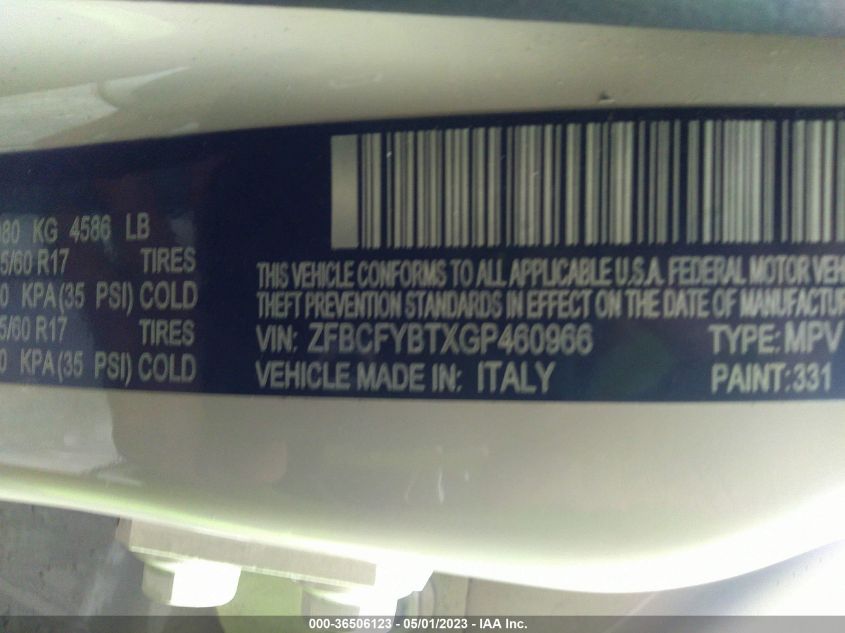 080 KG 4586 LB
5/60 R17 TIRES
0 KPA (35 PSI) COLD
5/60 R17 TIRES
0 KPA (35 PSI) COLD
THIS VEHICLE CONFORMS TO ALL APPLICABLE U.S.A. FEDERAL MOTOR VEH
THEFT PREVENTION STANDARDS IN EFFECT ON THE DATE OF MANUFACTUR
VIN: ZFBCFYBTXGP460966 TYPE: MPV
VEHICLE MADE IN: ITALY PAINT: 331
000-36506123 - 05/01/2023 - IAA Inc.